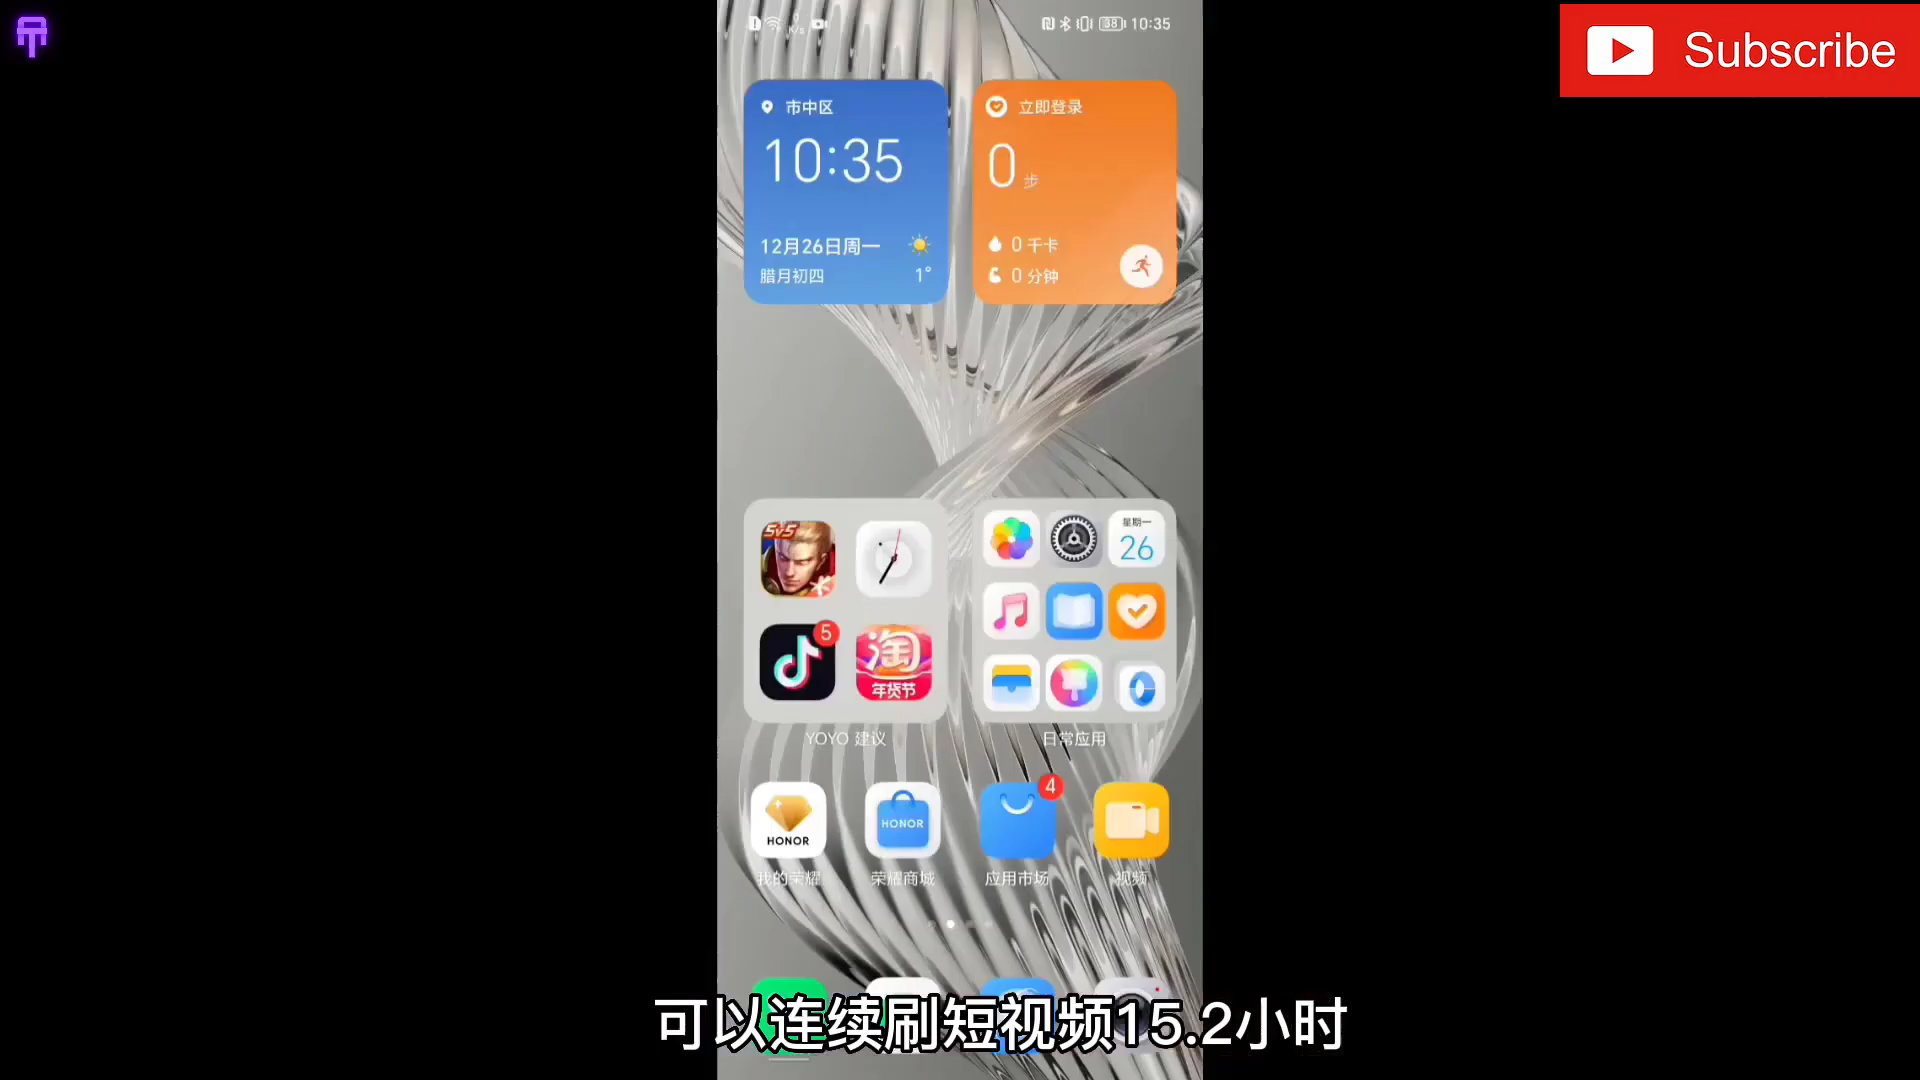 10:35
Subscribe
市中区
10:35
12月26日周一
腊月初四
1°
立即登录
0 步
0 千卡
0 分钟
5v5
星期一
26
5
淘
年货节
YOYO 建议
日常应用
HONOR
HONOR
4
我的荣耀
荣耀商城
应用市场
视频
可以连续刷短视频15.2小时